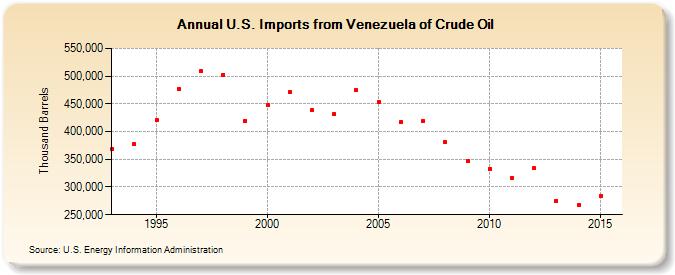 Annual U.S. Imports from Venezuela of Crude Oil
Thousand Barrels
550,000
500,000
450,000
400,000
350,000
300,000
250,000
1995 2000 2005 2010 2015
Source: U.S. Energy Information Administration